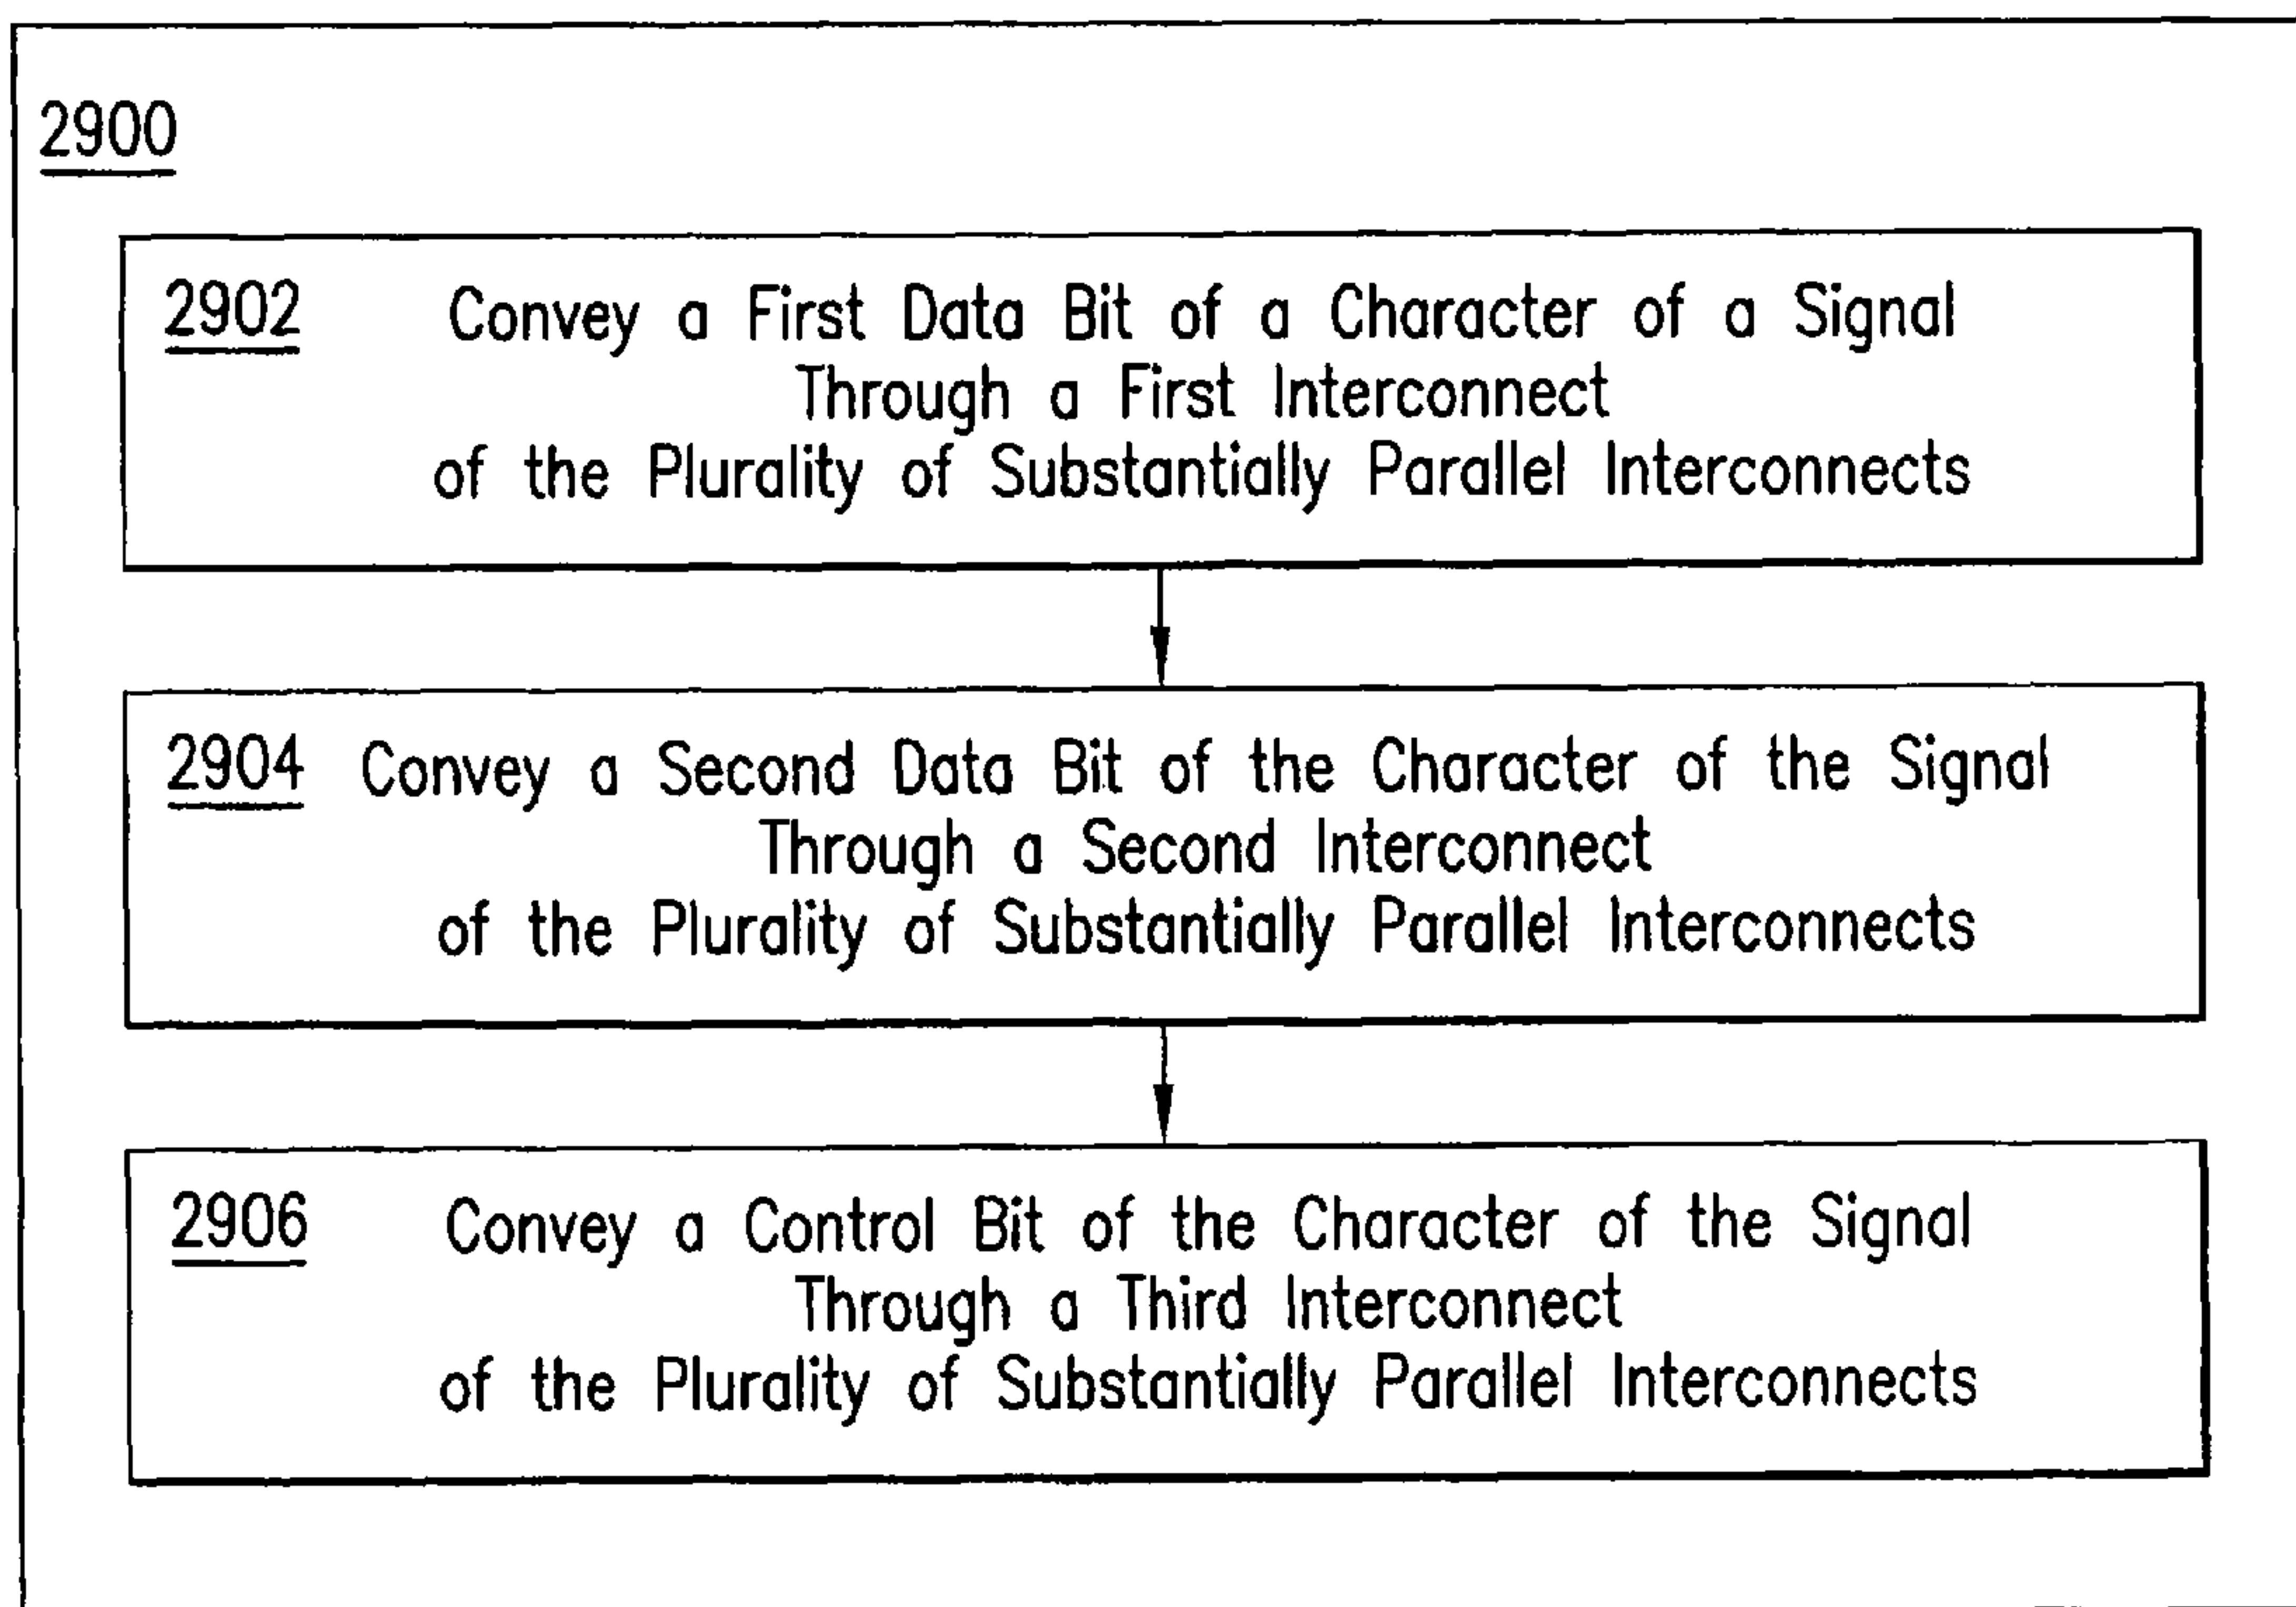 2900
2902 Convey a First Data Bit of a Character of a Signal
Through a First Interconnect
of the Plurality of Substantially Parallel Interconnects
2904 Convey a Second Data Bit of the Character of the Signal
Through a Second Interconnect
of the Plurality of Substantially Parallel Interconnects
2906 Convey a Control Bit of the Character of the Signal
Through a Third Interconnect
of the Plurality of Substantially Parallel Interconnects